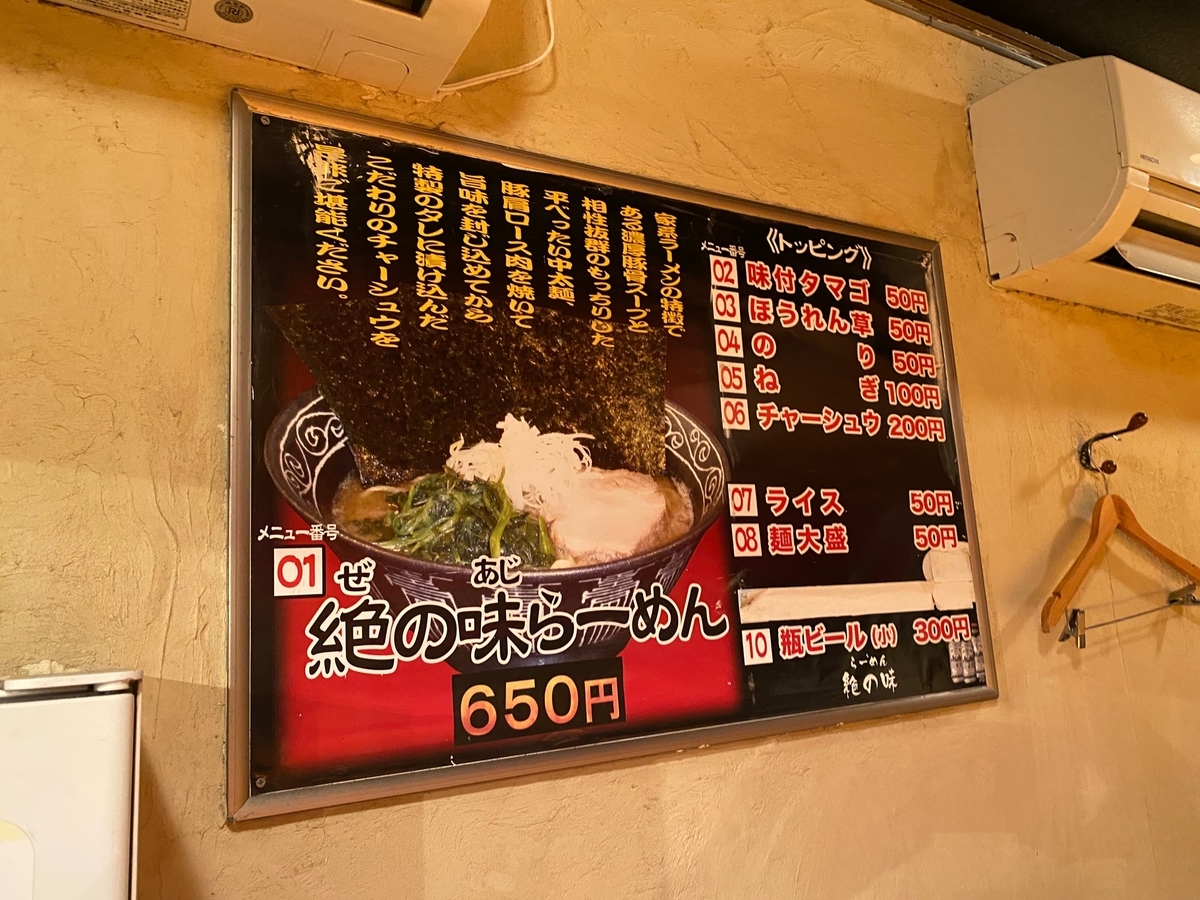 家系ラーメンの特徴で
ある濃厚豚骨スープと
相性抜群のもっちりした
平べったい中太麺、
豚肩ロース肉を焼いて
旨味を封じ込めてから
特製のタレに漬け込んだ
こだわりのチャーシュウを
是非ご堪能ください。
メニュー番号
01
ぜ あじ
絶の味らーめん
650円
《トッピング》
メニュー番号
02 味付タマゴ 50円
03 ほうれん草 50円
04 のり 50円
05 ねぎ 100円
06 チャーシュウ 200円
07 ライス 50円
08 麺大盛 50円
10 瓶ビール(小) 300円
らーめん
絶の味
HITACHI